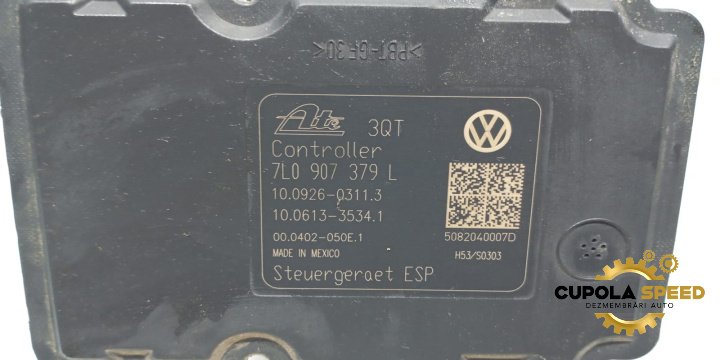 >PBT-GF30<
Ate 3QT
Controller
7L0 907 379 L
10.0926-0311.3
10.0613-3534.1
00.0402-050E.1
5082040007D
MADE IN MEXICO
H53/S0303
Steuergeraet ESP
CUPOLA SPEED
DEZMEMBRĂRI AUTO